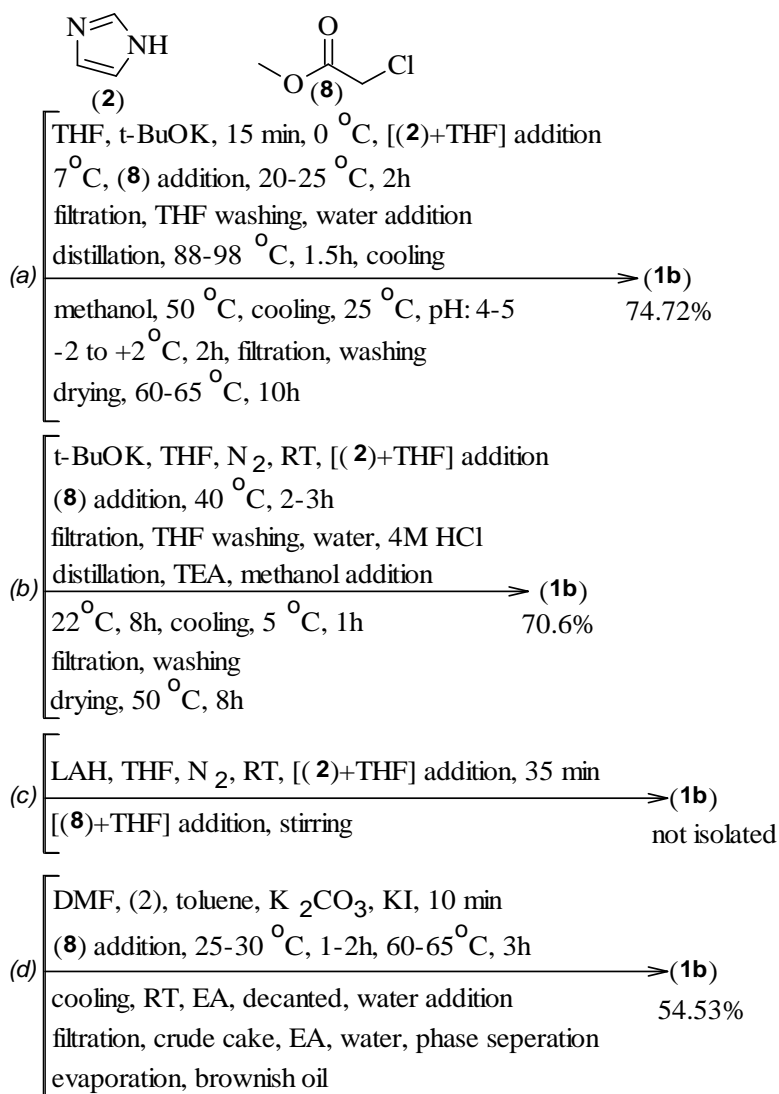 N
NH
(2)
O
O
Cl
(8)
(a)
THF, t-BuOK, 15 min, 0 °C, [(2)+THF] addition
7°C, (8) addition, 20-25 °C, 2h
filtration, THF washing, water addition
distillation, 88-98 °C, 1.5h, cooling
methanol, 50 °C, cooling, 25 °C, pH: 4-5
-2 to +2°C, 2h, filtration, washing
drying, 60-65 °C, 10h
(1b)
74.72%
(b)
t-BuOK, THF, N2, RT, [(2)+THF] addition
(8) addition, 40 °C, 2-3h
filtration, THF washing, water, 4M HCl
distillation, TEA, methanol addition
22°C, 8h, cooling, 5 °C, 1h
filtration, washing
drying, 50 °C, 8h
(1b)
70.6%
(c)
LAH, THF, N2, RT, [(2)+THF] addition, 35 min
[(8)+THF] addition, stirring
(1b)
not isolated
(d)
DMF, (2), toluene, K2CO3, KI, 10 min
(8) addition, 25-30 °C, 1-2h, 60-65°C, 3h
cooling, RT, EA, decanted, water addition
filtration, crude cake, EA, water, phase seperation
evaporation, brownish oil
(1b)
54.53%